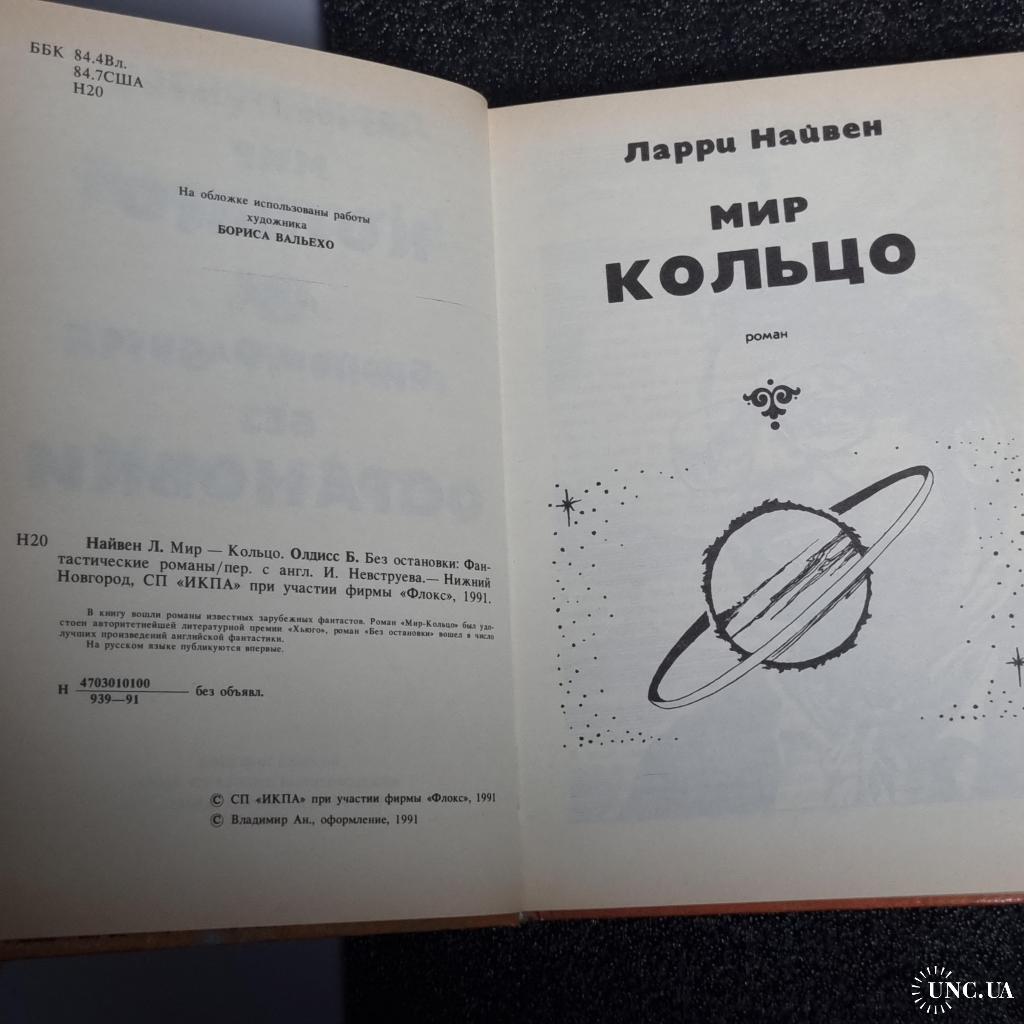 ББК 84.4Вл.
84.7США
Н20
На обложке использованы работы
художника
БОРИСА ВАЛЬЕХО
Н20 Найвен Л. Мир — Кольцо. Олдисс Б. Без остановки: Фан-
тастические романы/пер. с англ. И. Невструева.— Нижний
Новгород, СП «ИКПА» при участии фирмы «Флокс», 1991.
В книгу вошли романы известных зарубежных фантастов. Роман «Мир-Кольцо» был удо-
стоен авторитетнейшей литературной премии «Хьюго», роман «Без остановки» вошел в число
лучших произведений английской фантастики.
На русском языке публикуются впервые.
Н 4703010100 без объявл.
939—91
© СП «ИКПА» при участии фирмы «Флокс», 1991
© Владимир Ан., оформление, 1991
Ларри Найвен
МИР
КОЛЬЦО
роман
UNC.UA